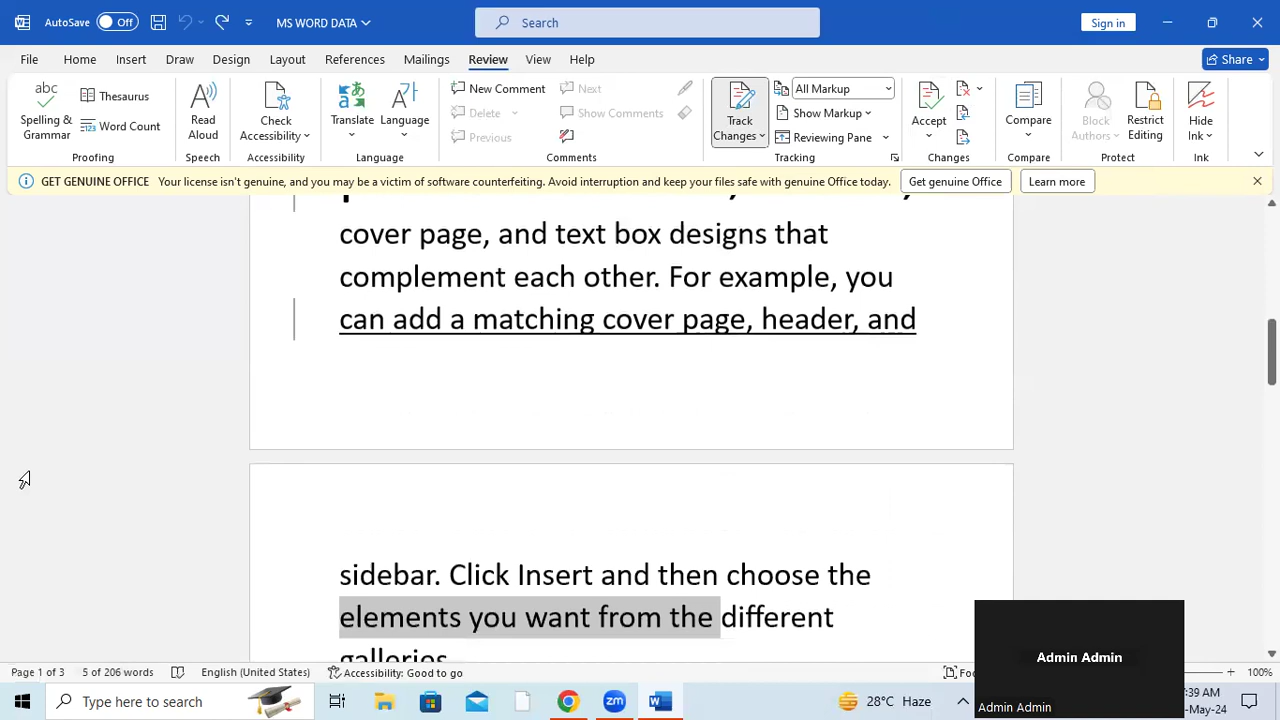 AutoSave Off MS WORD DATA Search Sign in
File Home Insert Draw Design Layout References Mailings Review View Help Share
Spelling & Grammar
Thesaurus
Word Count
Proofing
Read Aloud
Speech
Check Accessibility
Accessibility
Translate
Language
Language
New Comment
Delete
Previous
Next
Show Comments
Comments
Track Changes
All Markup
Show Markup
Reviewing Pane
Tracking
Accept
Changes
Compare
Compare
Block Authors
Restrict Editing
Protect
Hide Ink
Ink
GET GENUINE OFFICE Your license isn't genuine, and you may be a victim of software counterfeiting. Avoid interruption and keep your files safe with genuine Office today. Get genuine Office Learn more
cover page, and text box designs that
complement each other. For example, you
can add a matching cover page, header, and
sidebar. Click Insert and then choose the
elements you want from the different
galleries.
Admin Admin
Page 1 of 3 5 of 206 words English (United States) Accessibility: Good to go 100%
Type here to search 28°C Haze
Admin Admin
:39 AM
-May-24